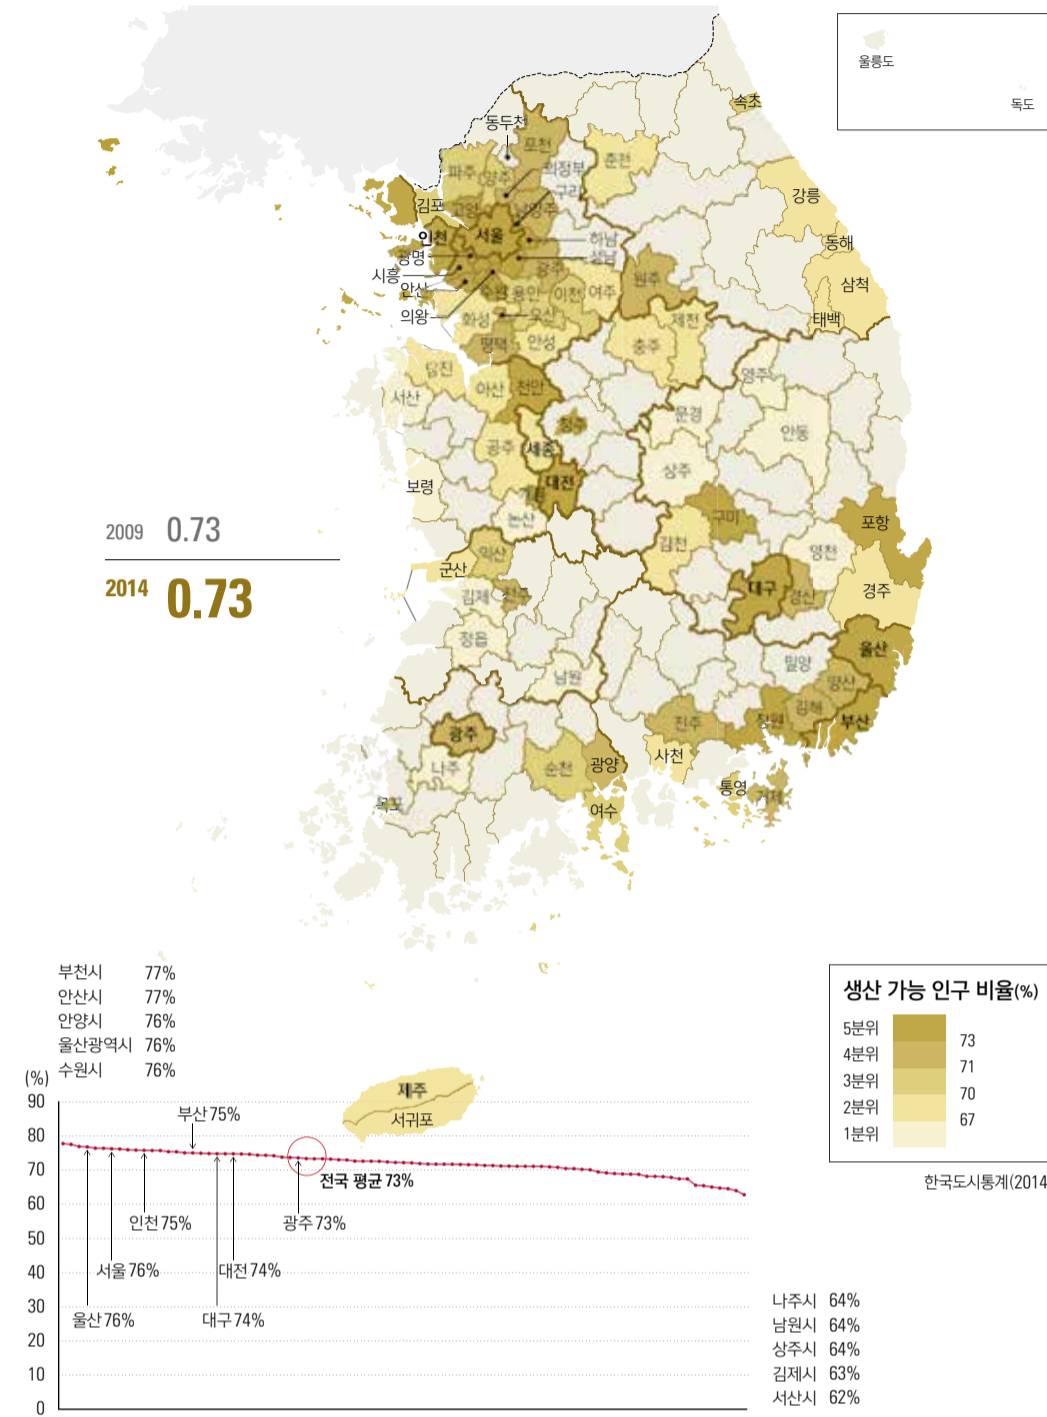 울릉도
독도
속초
동두천
포천
춘천
파주
양주
의정부
구리
강릉
김포
고양
남양주
인천
서울
하남
동해
광명
성남
시흥
광주
원주
삼척
안산
수원
용인
이천
여주
의왕
화성
오산
제천
태백
평택
안성
충주
당진
영주
아산
천안
서산
문경
청주
안동
공주
세종
상주
보령
계룡
대전
논산
구미
포항
2009 0.73
익산
김천
영천
군산
2014 0.73
김제
전주
대구
경산
경주
정읍
울산
밀양
남원
양산
김해
광주
진주
창원
부산
나주
순천
광양
사천
목포
통영
거제
여수
부천시 77%
안산시 77%
안양시 76%
울산광역시 76%
수원시 76%
생산 가능 인구 비율(%)
5분위
73
4분위
71
3분위
70
2분위
67
1분위
한국도시통계(2014
제주
서귀포
(%)
90
80
70
60
50
40
30
20
10
0
부산 75%
전국 평균 73%
인천 75%
광주 73%
서울 76%
대전 74%
울산 76%
대구 74%
나주시 64%
남원시 64%
상주시 64%
김제시 63%
서산시 62%